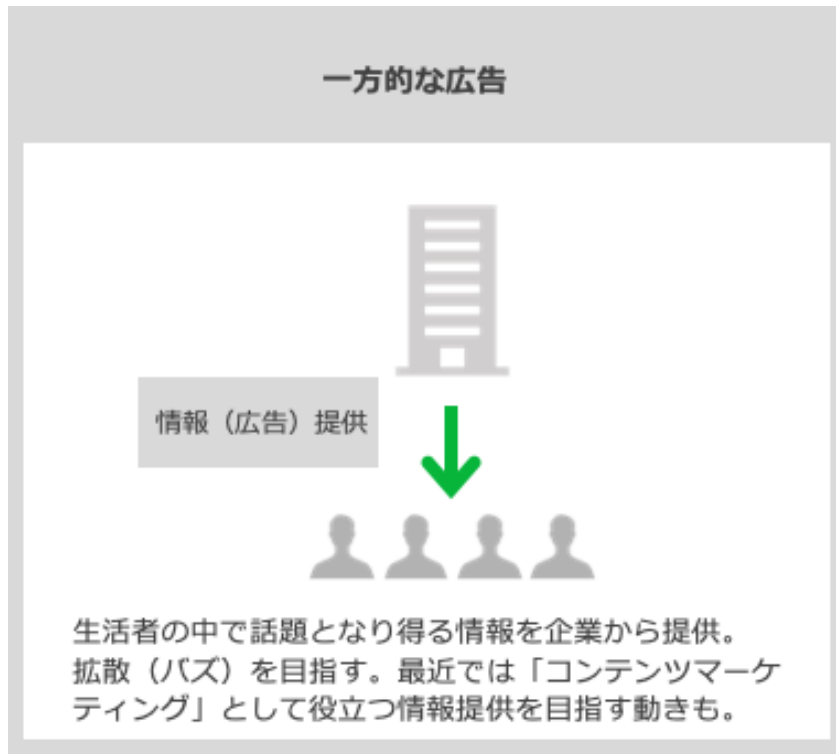 一方的な広告
情報（広告）提供
生活者の中で話題となり得る情報を企業から提供。
拡散（バズ）を目指す。最近では「コンテンツマーケ
ティング」として役立つ情報提供を目指す動きも。